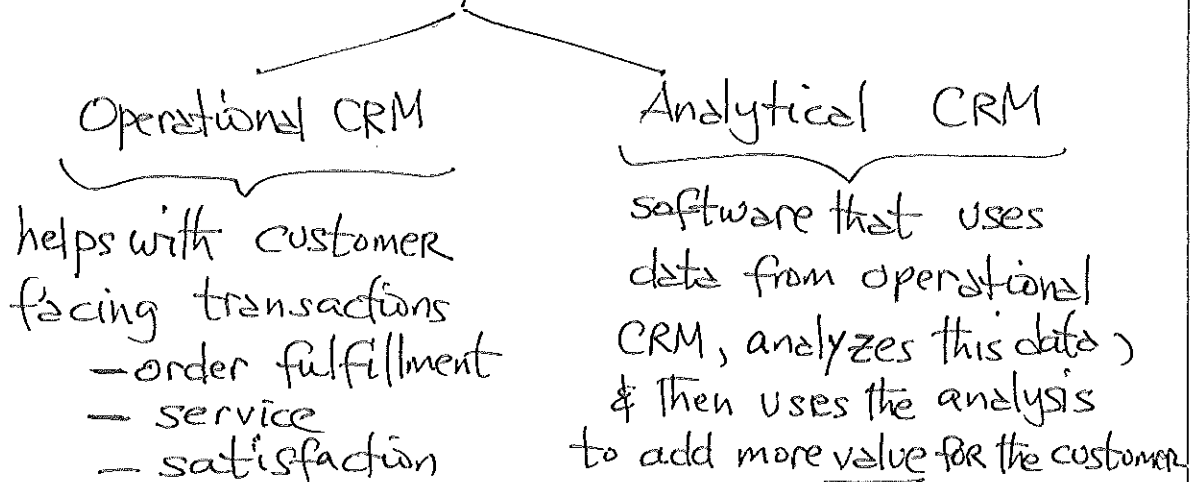 Operational CRM
helps with customer
facing transactions
– order fulfillment
– service
– satisfaction
Analytical CRM
software that uses
data from operational
CRM, analyzes this data,
& then uses the analysis
to add more value for the customer